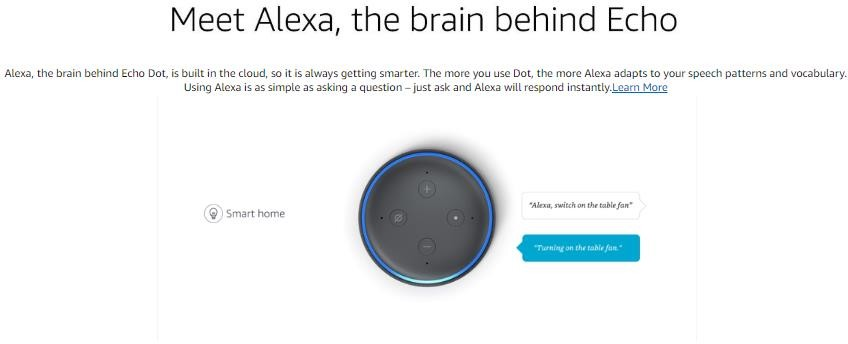 Meet Alexa, the brain behind Echo
Alexa, the brain behind Echo Dot, is built in the cloud, so it is always getting smarter. The more you use Dot, the more Alexa adapts to your speech patterns and vocabulary.
Using Alexa is as simple as asking a question – just ask and Alexa will respond instantly.Learn More
Smart home
"Alexa, switch on the table fan"
"Turning on the table fan."